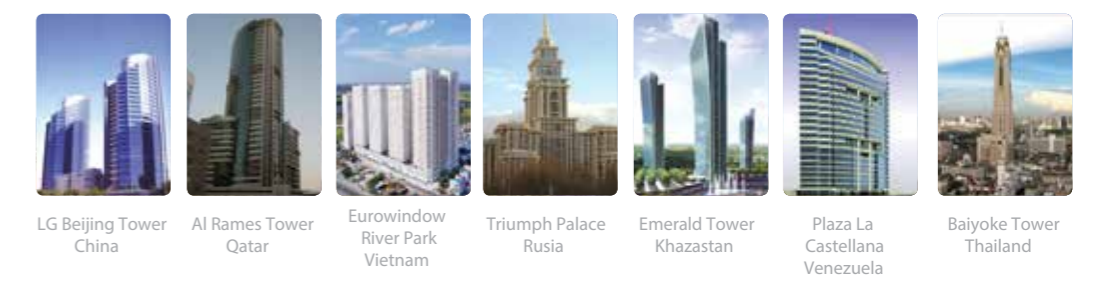 LG Beijing Tower
China
Al Rames Tower
Qatar
Eurowindow
River Park
Vietnam
Triumph Palace
Rusia
Emerald Tower
Khazastan
Plaza La
Castellana
Venezuela
Baiyoke Tower
Thailand